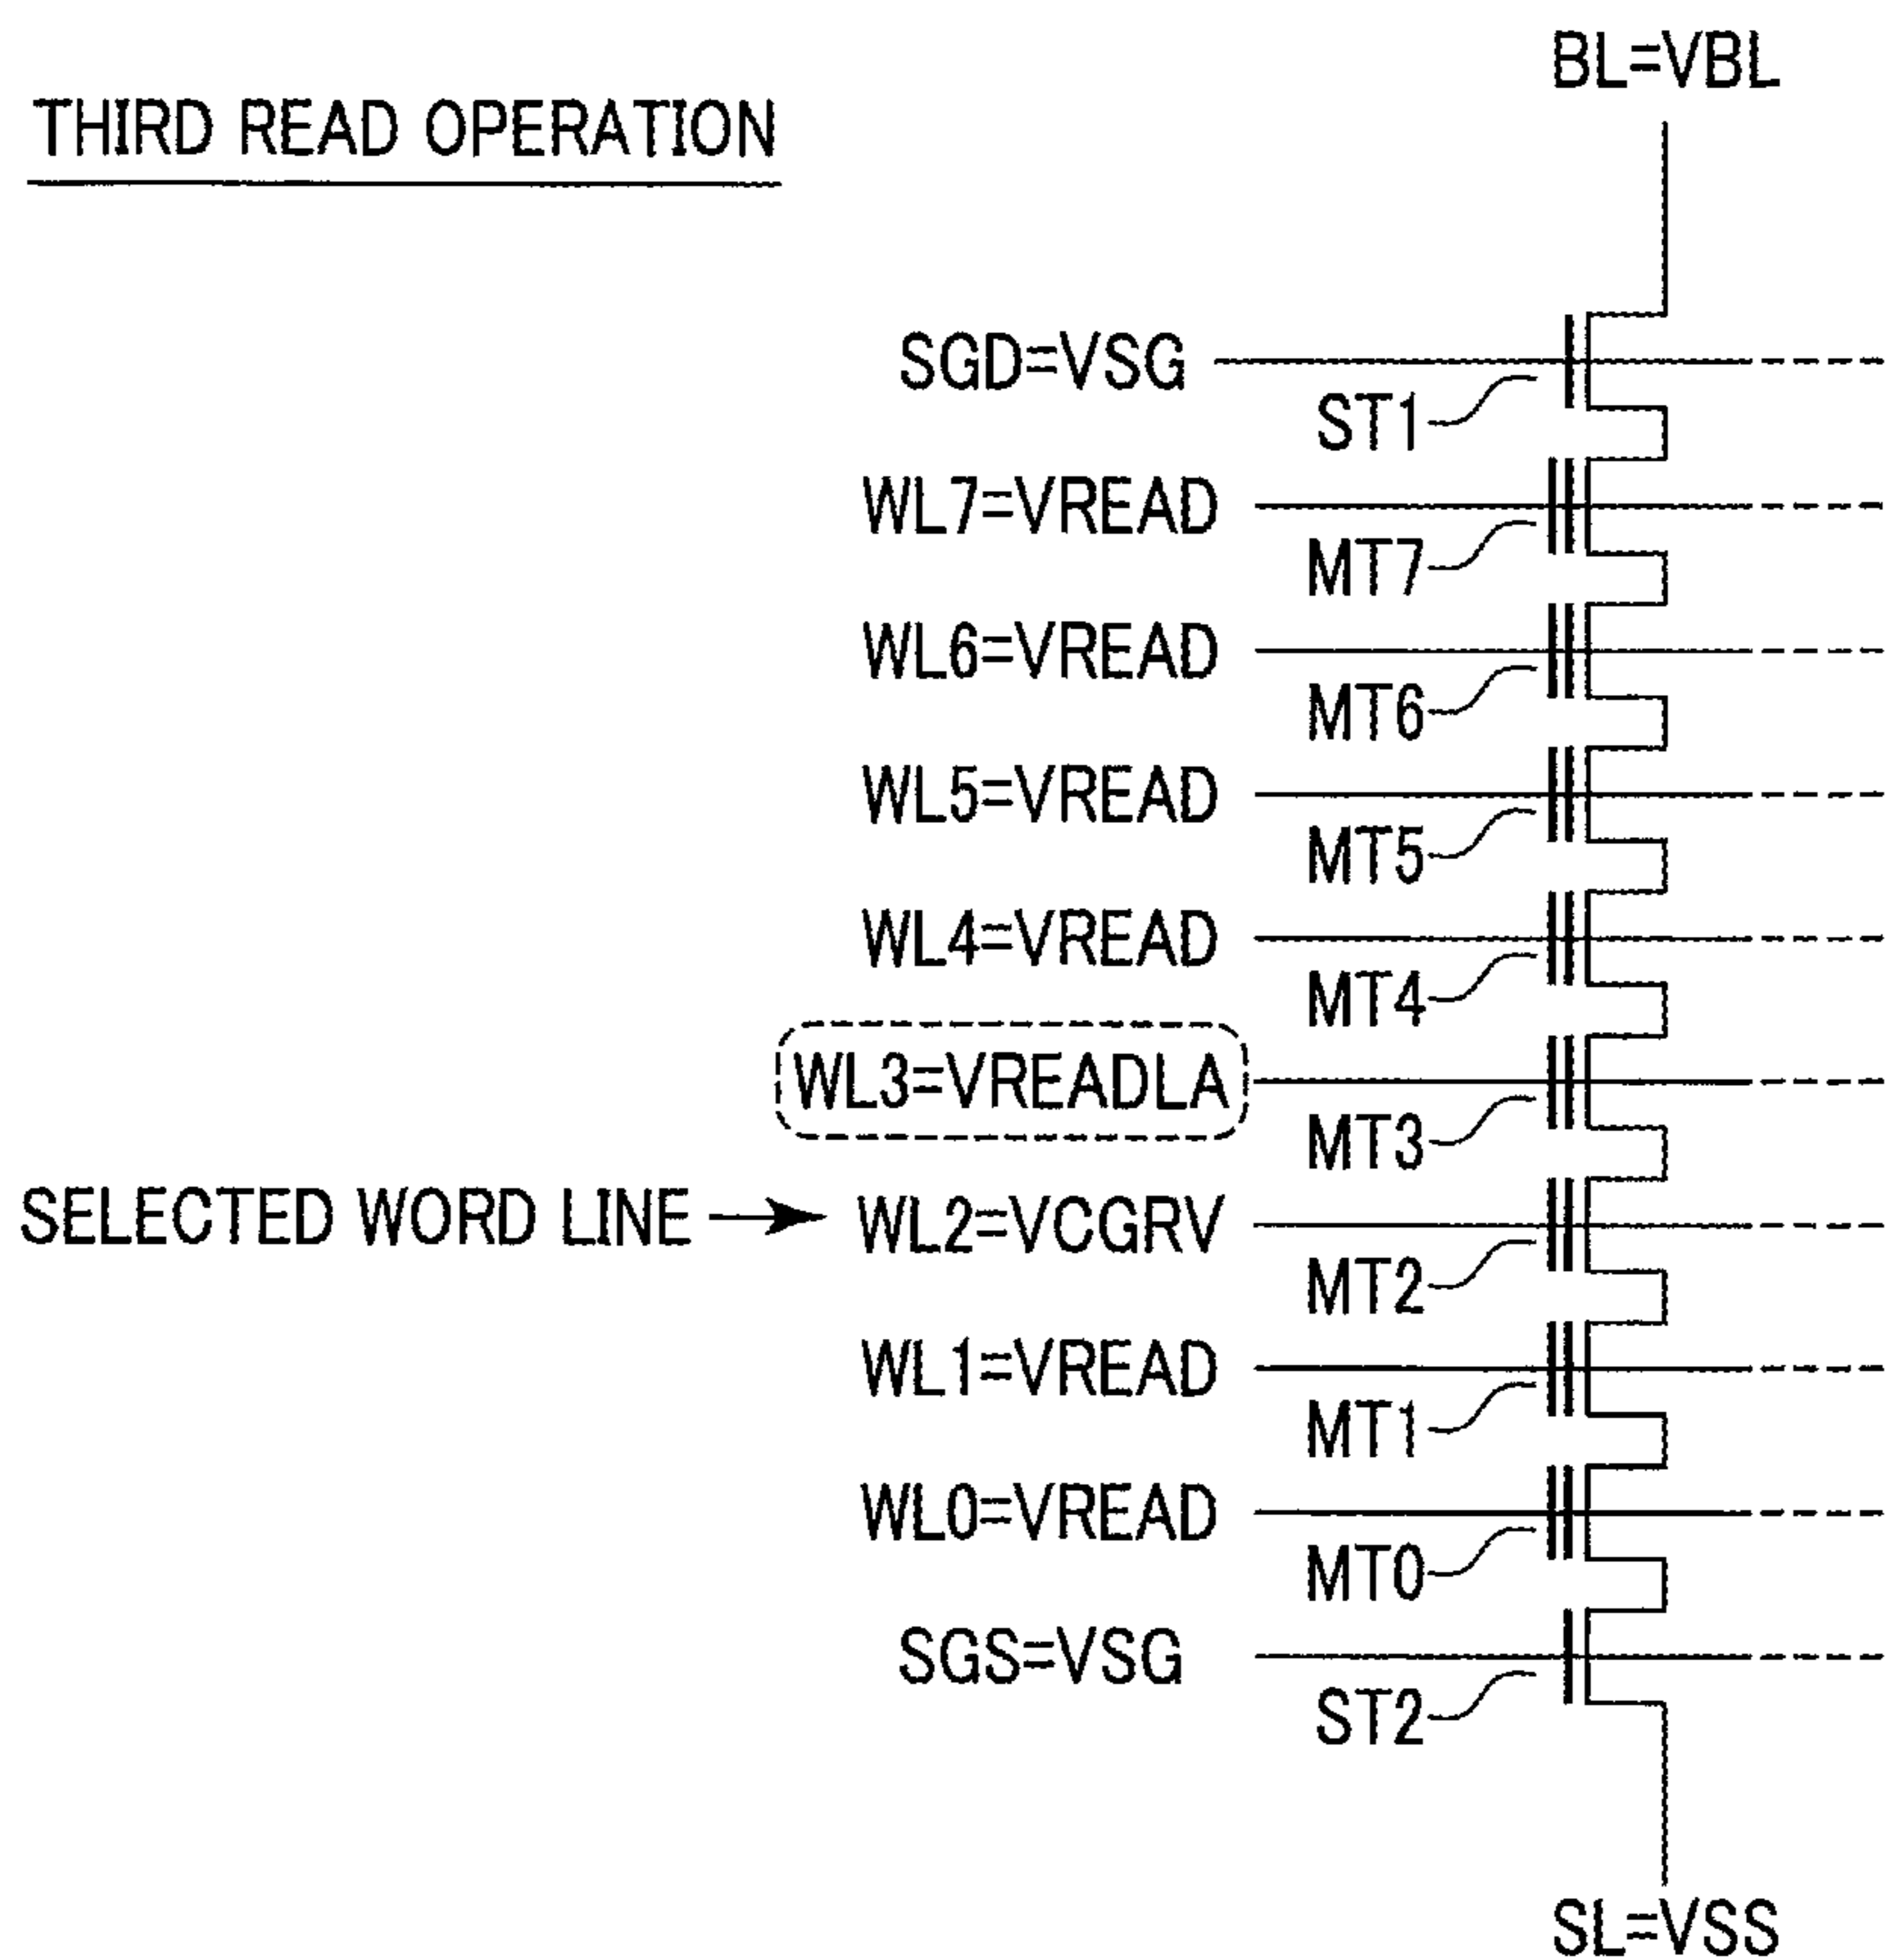 BL=VBL
THIRD READ OPERATION
SGD=VSG
ST1
WL7=VREAD
MT7
WL6=VREAD
MT6
WL5=VREAD
MT5
WL4=VREAD
MT4
WL3=VREADLA
MT3
SELECTED WORD LINE
WL2=VCGRV
MT2
WL1=VREAD
MT1
WL0=VREAD
MT0
SGS=VSG
ST2
SL=VSS